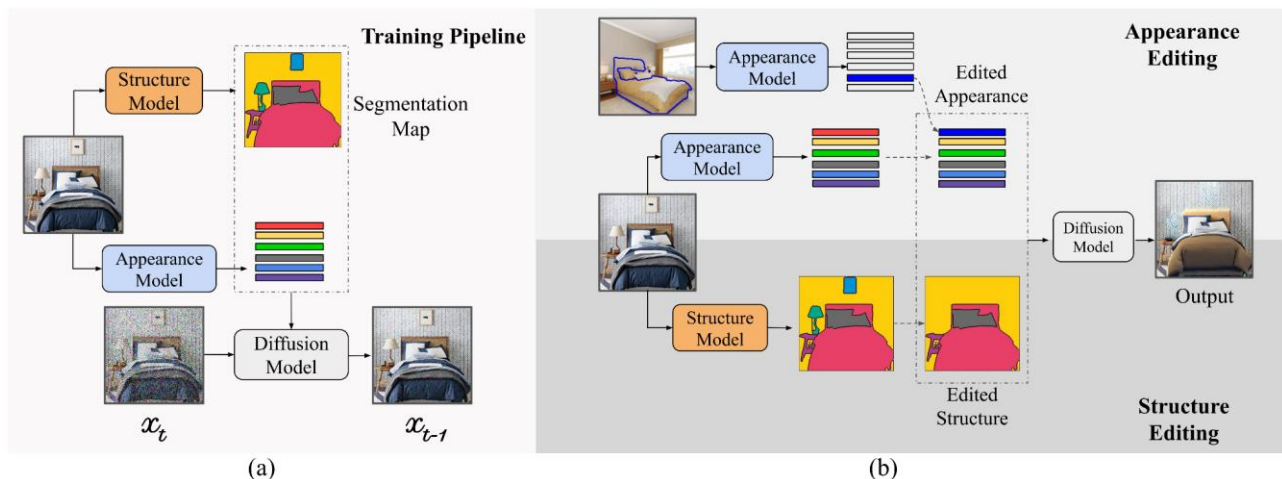 Training Pipeline
Structure
Model
Segmentation
Map
Appearance
Model
Diffusion
Model
x_t
x_{t-1}
(a)
Appearance
Editing
Appearance
Model
Edited
Appearance
Appearance
Model
Diffusion
Model
Output
Structure
Model
Edited
Structure
Structure
Editing
(b)